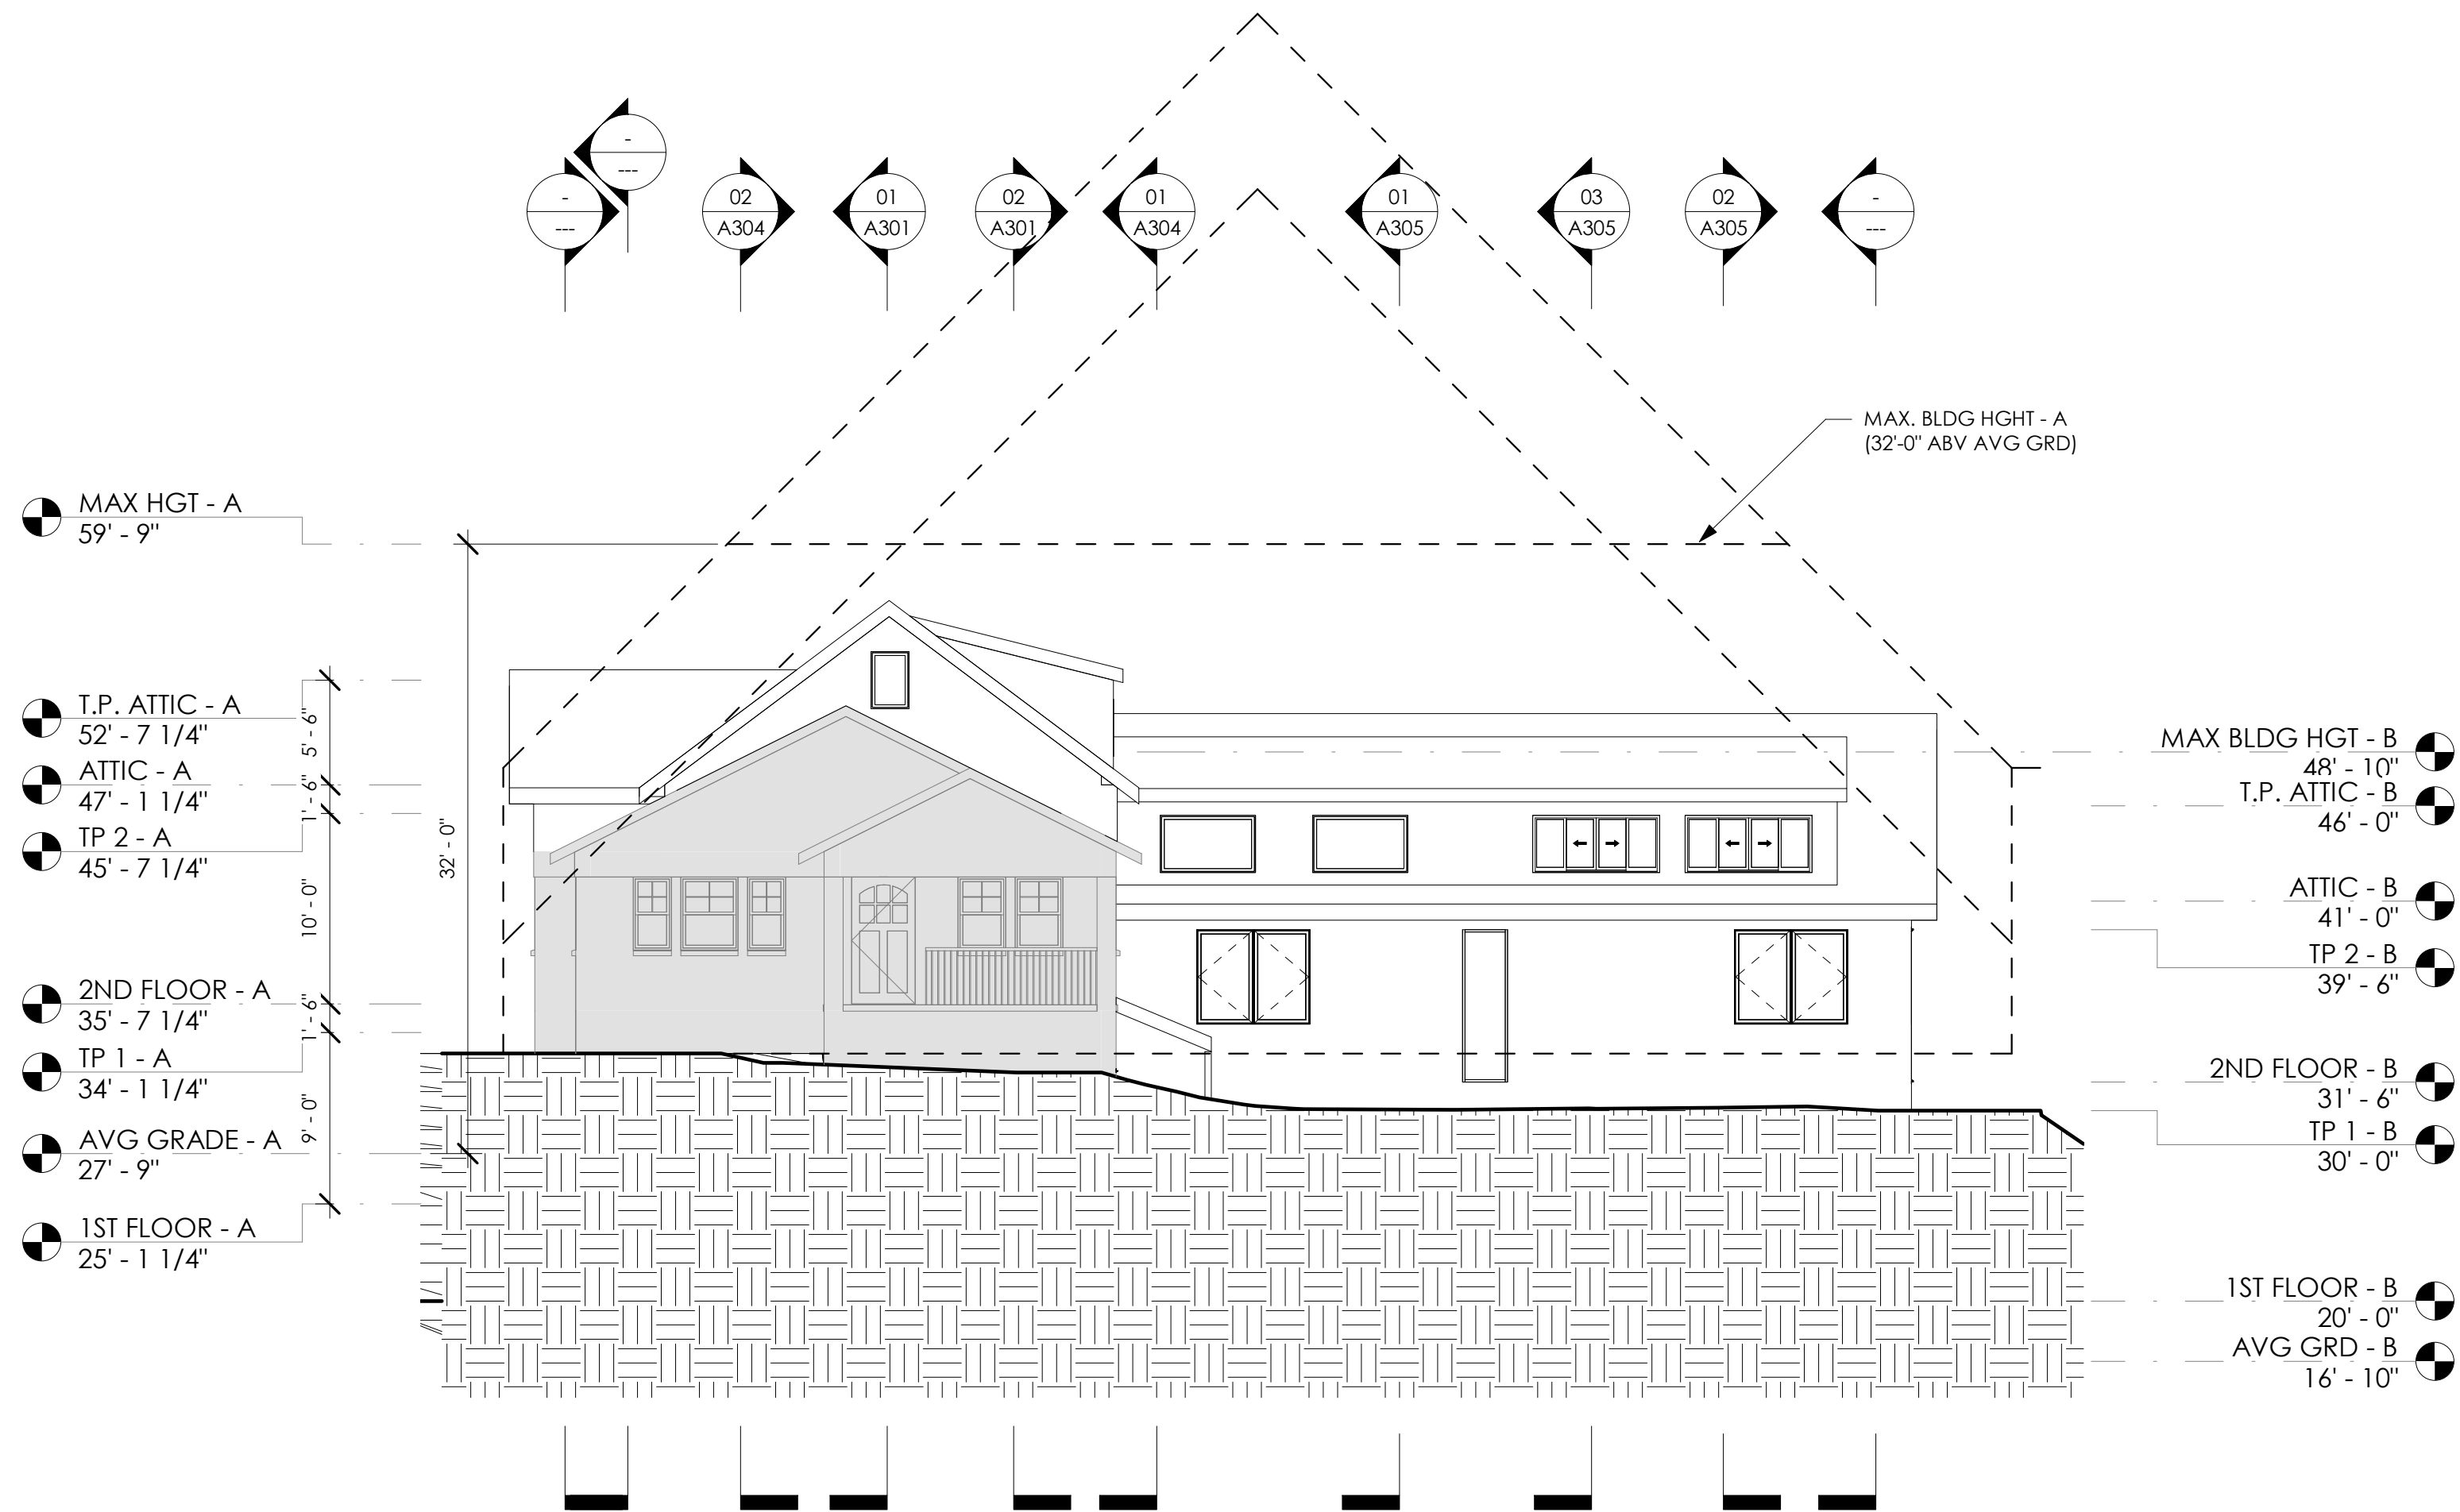 -
---
-
---
02
A304
01
A301
02
A301
01
A304
01
A305
03
A305
02
A305
-
---
MAX. BLDG HGHT - A
(32'-0" ABV AVG GRD)
MAX HGT - A
59' - 9"
T.P. ATTIC - A
52' - 7 1/4"
ATTIC - A
47' - 1 1/4"
TP 2 - A
45' - 7 1/4"
2ND FLOOR - A
35' - 7 1/4"
TP 1 - A
34' - 1 1/4"
AVG GRADE - A
27' - 9"
1ST FLOOR - A
25' - 1 1/4"
5' - 6"
1' - 6"
10' - 0"
1' - 6"
9' - 0"
32' - 0"
MAX BLDG HGT - B
48' - 10"
T.P. ATTIC - B
46' - 0"
ATTIC - B
41' - 0"
TP 2 - B
39' - 6"
2ND FLOOR - B
31' - 6"
TP 1 - B
30' - 0"
1ST FLOOR - B
20' - 0"
AVG GRD - B
16' - 10"